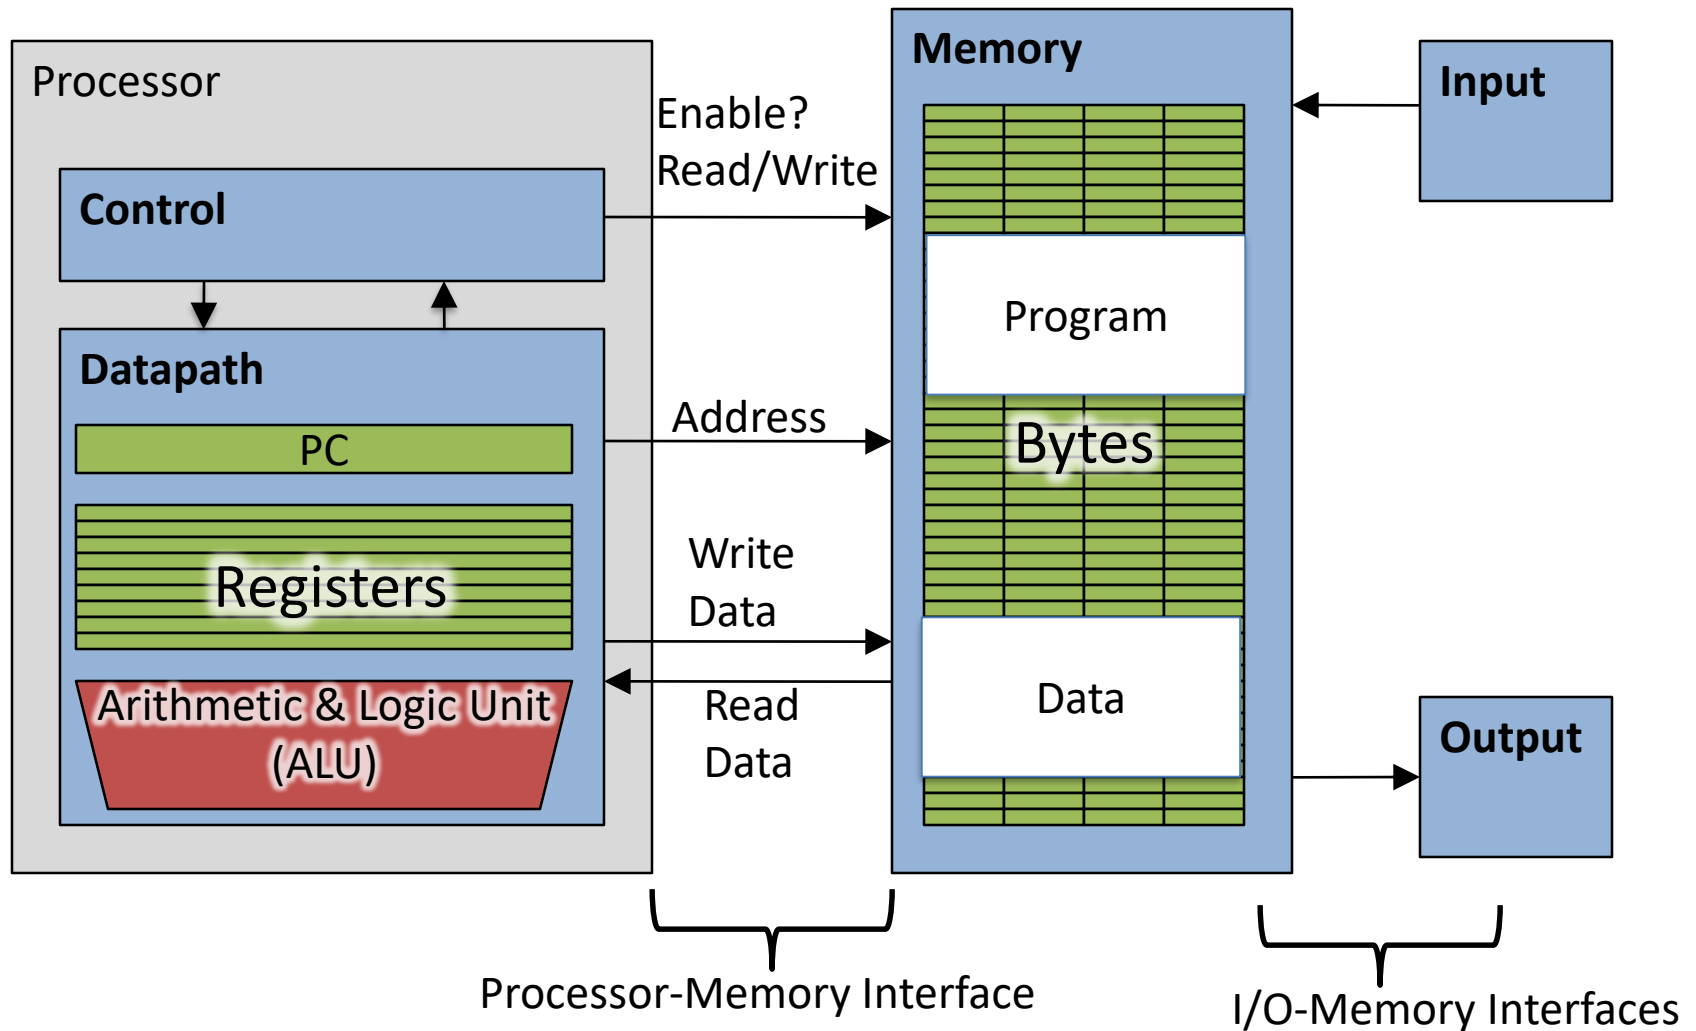 Processor
Control
Datapath
PC
Registers
Arithmetic & Logic Unit
(ALU)
Enable?
Read/Write
Address
Write
Data
Read
Data
Memory
Program
Bytes
Data
Input
Output
Processor-Memory Interface
I/O-Memory Interfaces